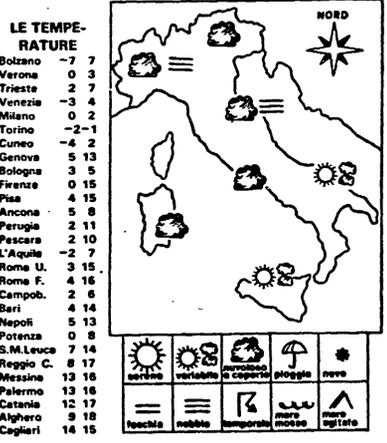 LE TEMPE-
RATURE
Bolzano -7 7
Verona 0 3
Trieste 2 7
Venezia -3 4
Milano 0 2
Torino -2-1
Cuneo -4 2
Genova 5 13
Bologna 3 5
Firenze 0 15
Pisa 4 15
Ancona 5 8
Perugia 2 11
Pescara 2 10
L'Aquila -2 7
Roma U. 3 15
Roma F. 4 16
Campob. 2 6
Bari 4 14
Napoli 5 13
Potenza 0 8
S.M.Leuca 7 14
Reggio C. 8 17
Messina 13 16
Palermo 13 16
Catania 12 17
Alghero 9 18
Cagliari 14 15
NORD
sereno variabile nuvoloso o coperto pioggia neve
foschia nebbia temporale mare mosso mare agitato